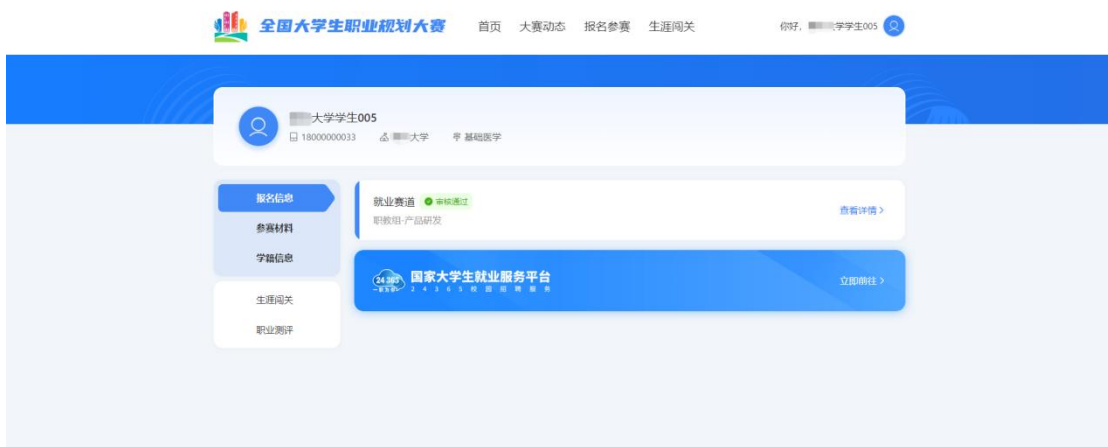 全国大学生职业规划大赛
首页 大赛动态 报名参赛 生涯闯关
你好, 学学生005
大学学生005
18000000033 大学 基础医学
报名信息
参赛材料
学籍信息
生涯闯关
职业测评
就业赛道 审核通过
职教组-产品研发
查看详情 >
24365
国家大学生就业服务平台
24365校园招聘服务
立即前往 >